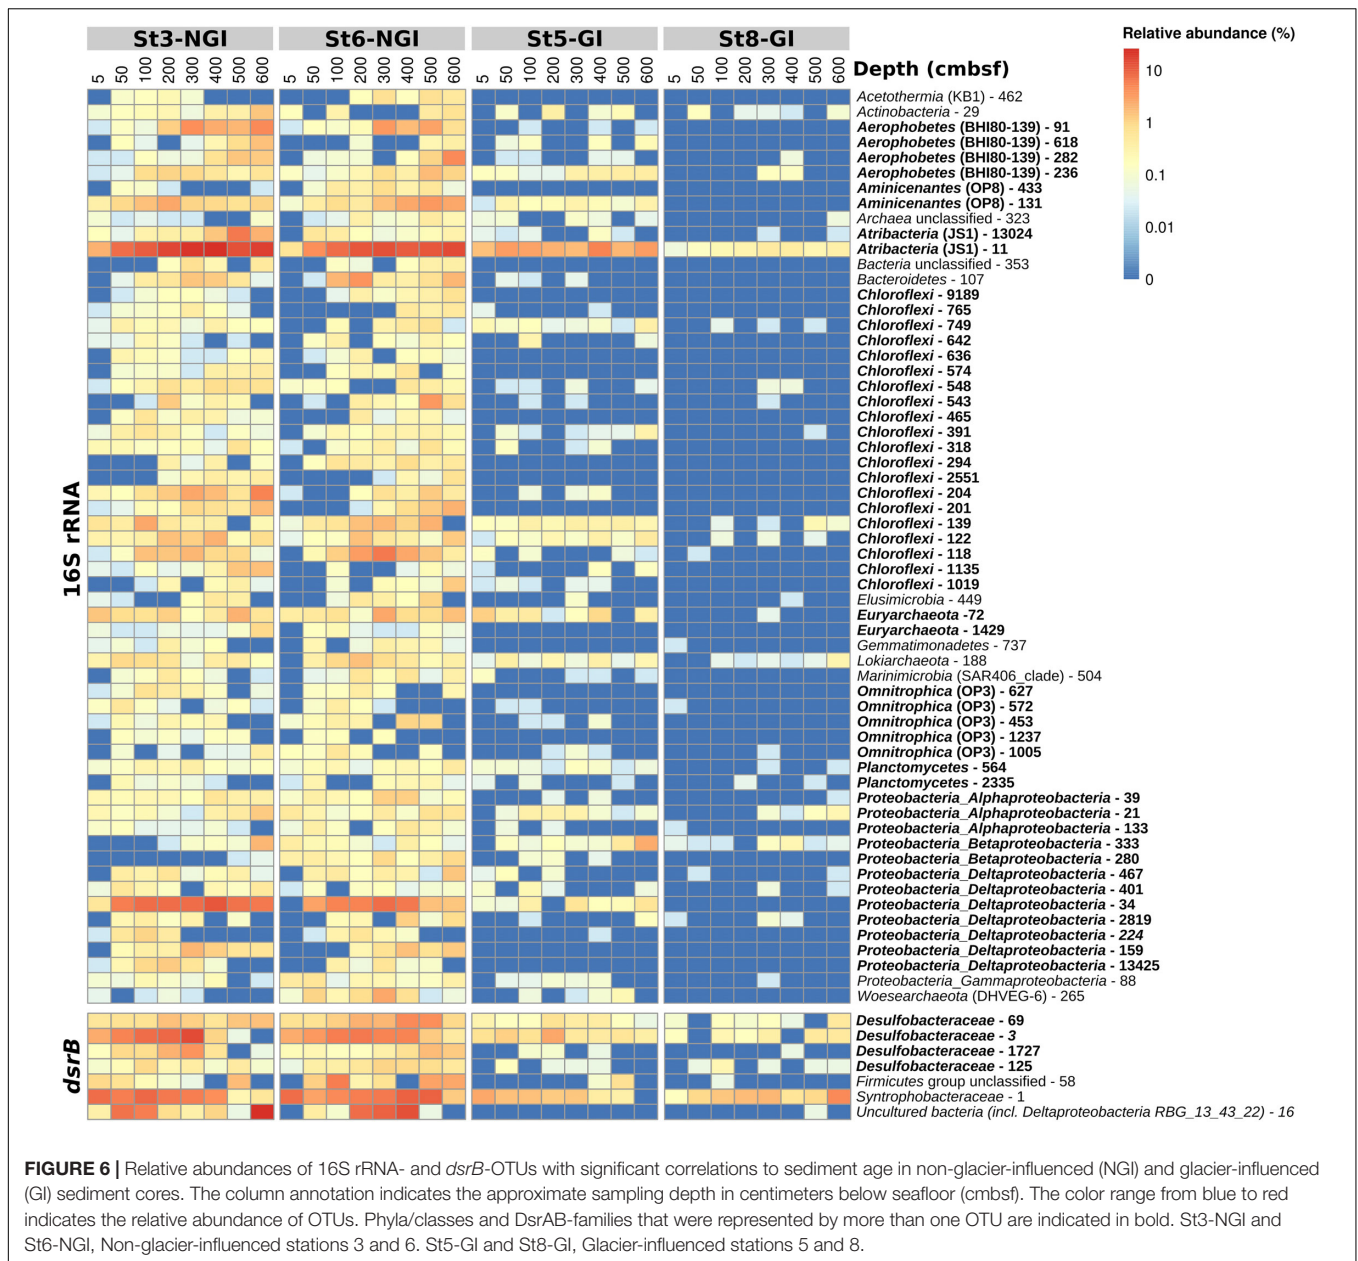 St3-NGI St6-NGI St5-GI St8-GI
Relative abundance (%)
5 50 100 200 300 400 500 600 5 50 100 200 300 400 500 600 5 50 100 200 300 400 500 600 5 50 100 200 300 400 500 600
Depth (cmbsf)
10
1
0.1
0.01
0
16S rRNA
Acetothermia (KB1) - 462
Actinobacteria - 29
Aerophobetes (BHI80-139) - 91
Aerophobetes (BHI80-139) - 618
Aerophobetes (BHI80-139) - 282
Aerophobetes (BHI80-139) - 236
Aminicenantes (OP8) - 433
Aminicenantes (OP8) - 131
Archaea unclassified - 323
Atribacteria (JS1) - 13024
Atribacteria (JS1) - 11
Bacteria unclassified - 353
Bacteroidetes - 107
Chloroflexi - 9189
Chloroflexi - 765
Chloroflexi - 749
Chloroflexi - 642
Chloroflexi - 636
Chloroflexi - 574
Chloroflexi - 548
Chloroflexi - 543
Chloroflexi - 465
Chloroflexi - 391
Chloroflexi - 318
Chloroflexi - 294
Chloroflexi - 2551
Chloroflexi - 204
Chloroflexi - 201
Chloroflexi - 139
Chloroflexi - 122
Chloroflexi - 118
Chloroflexi - 1135
Chloroflexi - 1019
Elusimicrobia - 449
Euryarchaeota -72
Euryarchaeota - 1429
Gemmatimonadetes - 737
Lokiarchaeota - 188
Marinimicrobia (SAR406_clade) - 504
Omnitrophica (OP3) - 627
Omnitrophica (OP3) - 572
Omnitrophica (OP3) - 453
Omnitrophica (OP3) - 1237
Omnitrophica (OP3) - 1005
Planctomycetes - 564
Planctomycetes - 2335
Proteobacteria_Alphaproteobacteria - 39
Proteobacteria_Alphaproteobacteria - 21
Proteobacteria_Alphaproteobacteria - 133
Proteobacteria_Betaproteobacteria - 333
Proteobacteria_Betaproteobacteria - 280
Proteobacteria_Deltaproteobacteria - 467
Proteobacteria_Deltaproteobacteria - 401
Proteobacteria_Deltaproteobacteria - 34
Proteobacteria_Deltaproteobacteria - 2819
Proteobacteria_Deltaproteobacteria - 224
Proteobacteria_Deltaproteobacteria - 159
Proteobacteria_Deltaproteobacteria - 13425
Proteobacteria_Gammaproteobacteria - 88
Woesearchaeota (DHVEG-6) - 265
dsrB
Desulfobacteraceae - 69
Desulfobacteraceae - 3
Desulfobacteraceae - 1727
Desulfobacteraceae - 125
Firmicutes group unclassified - 58
Syntrophobacteraceae - 1
Uncultured bacteria (incl. Deltaproteobacteria RBG_13_43_22) - 16
FIGURE 6 | Relative abundances of 16S rRNA- and dsrB-OTUs with significant correlations to sediment age in non-glacier-influenced (NGI) and glacier-influenced
(GI) sediment cores. The column annotation indicates the approximate sampling depth in centimeters below seafloor (cmbsf). The color range from blue to red
indicates the relative abundance of OTUs. Phyla/classes and DsrAB-families that were represented by more than one OTU are indicated in bold. St3-NGI and
St6-NGI, Non-glacier-influenced stations 3 and 6. St5-GI and St8-GI, Glacier-influenced stations 5 and 8.